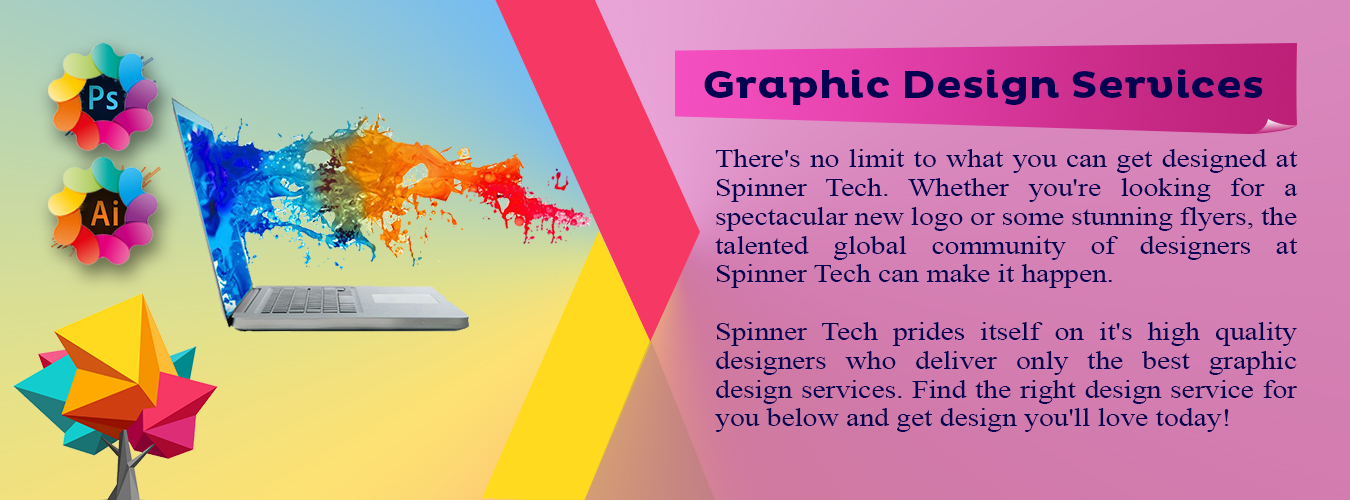 Ps
Ai
Graphic Design Services
There's no limit to what you can get designed at
Spinner Tech. Whether you're looking for a
spectacular new logo or some stunning flyers, the
talented global community of designers at
Spinner Tech can make it happen.
Spinner Tech prides itself on it's high quality
designers who deliver only the best graphic
design services. Find the right design service for
you below and get design you'll love today!